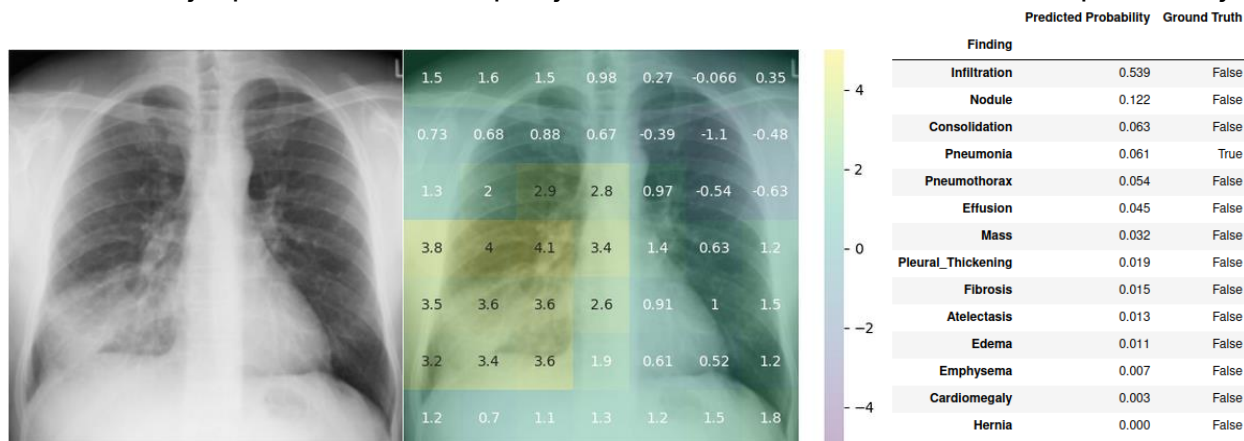 Predicted Probability Ground Truth
Finding
Infiltration 0.539 False
Nodule 0.122 False
Consolidation 0.063 False
Pneumonia 0.061 True
Pneumothorax 0.054 False
Effusion 0.045 False
Mass 0.032 False
Pleural_Thickening 0.019 False
Fibrosis 0.015 False
Atelectasis 0.013 False
Edema 0.011 False
Emphysema 0.007 False
Cardiomegaly 0.003 False
Hernia 0.000 False
1.5 1.6 1.5 0.98 0.27 -0.066 0.35
0.73 0.68 0.88 0.67 -0.39 -1.1 -0.48
1.3 2 2.9 2.8 0.97 -0.54 -0.63
3.8 4 4.1 3.4 1.4 0.63 1.2
3.5 3.6 3.6 2.6 0.91 1 1.5
3.2 3.4 3.6 1.9 0.61 0.52 1.2
1.2 0.7 1.1 1.3 1.2 1.5 1.8
4
2
0
-2
-4